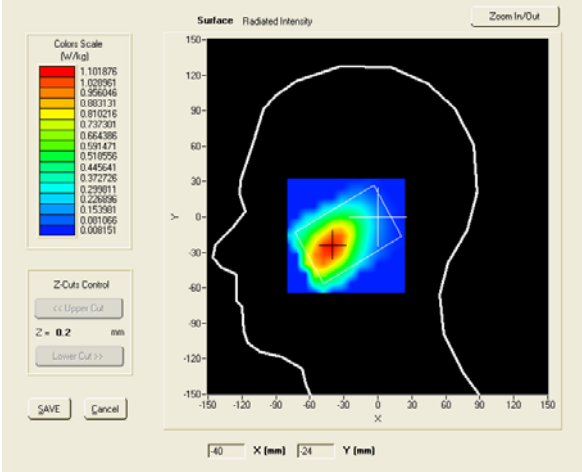 Surface Radiated Intensity
Zoom In/Out
Colors Scale
(W/kg)
1.101876
1.028961
0.956046
0.883131
0.810216
0.737301
0.664386
0.591471
0.518556
0.445641
0.372726
0.299811
0.226896
0.153981
0.081066
0.008151
Z-Cuts Control
<< Upper Cut
Z = 0.2 mm
Lower Cut >>
SAVE Cancel
150
120
90
60
30
0
-30
-60
-90
-120
-150
Y
-150 -120 -90 -60 -30 0 30 60 90 120 150
X
-40 X (mm) -24 Y (mm)